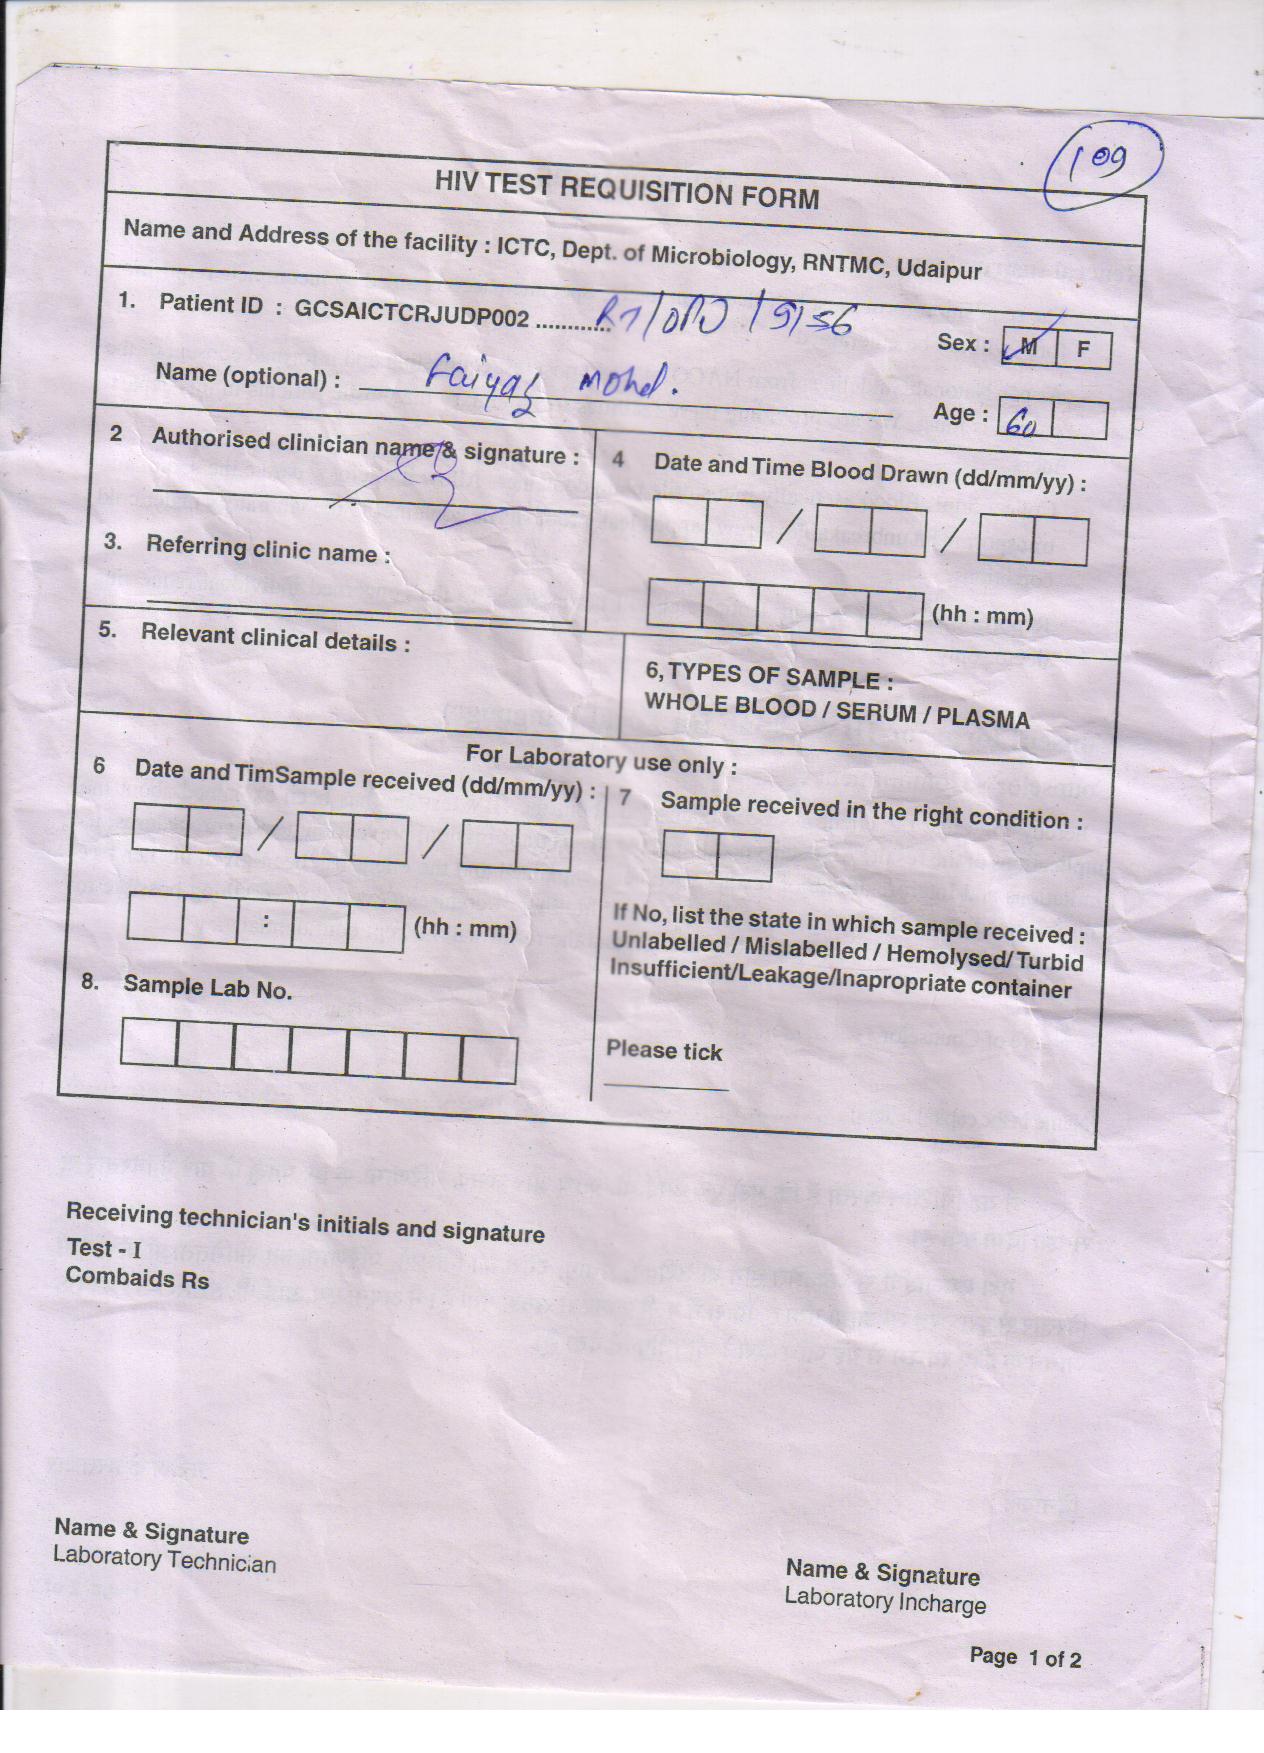 109
HIV TEST REQUISITION FORM
Name and Address of the facility : ICTC, Dept. of Microbiology, RNTMC, Udaipur
1. Patient ID : GCSAICTCRJUDP002 ............
Sex : M F
Name (optional) : Faiyaz Mohd.
Age : 60
2 Authorised clinician name & signature :
3. Referring clinic name :
4 Date and Time Blood Drawn (dd/mm/yy) :
/ /
(hh : mm)
5. Relevant clinical details :
6, TYPES OF SAMPLE :
WHOLE BLOOD / SERUM / PLASMA
For Laboratory use only :
6 Date and TimSample received (dd/mm/yy) :
/ /
: (hh : mm)
8. Sample Lab No.
7 Sample received in the right condition :
If No, list the state in which sample received :
Unlabelled / Mislabelled / Hemolysed/ Turbid
Insufficient/Leakage/Inapropriate container
Please tick
Receiving technician's initials and signature
Test - I
Combaids Rs
Name & Signature
Laboratory Technician
Name & Signature
Laboratory Incharge
Page 1 of 2